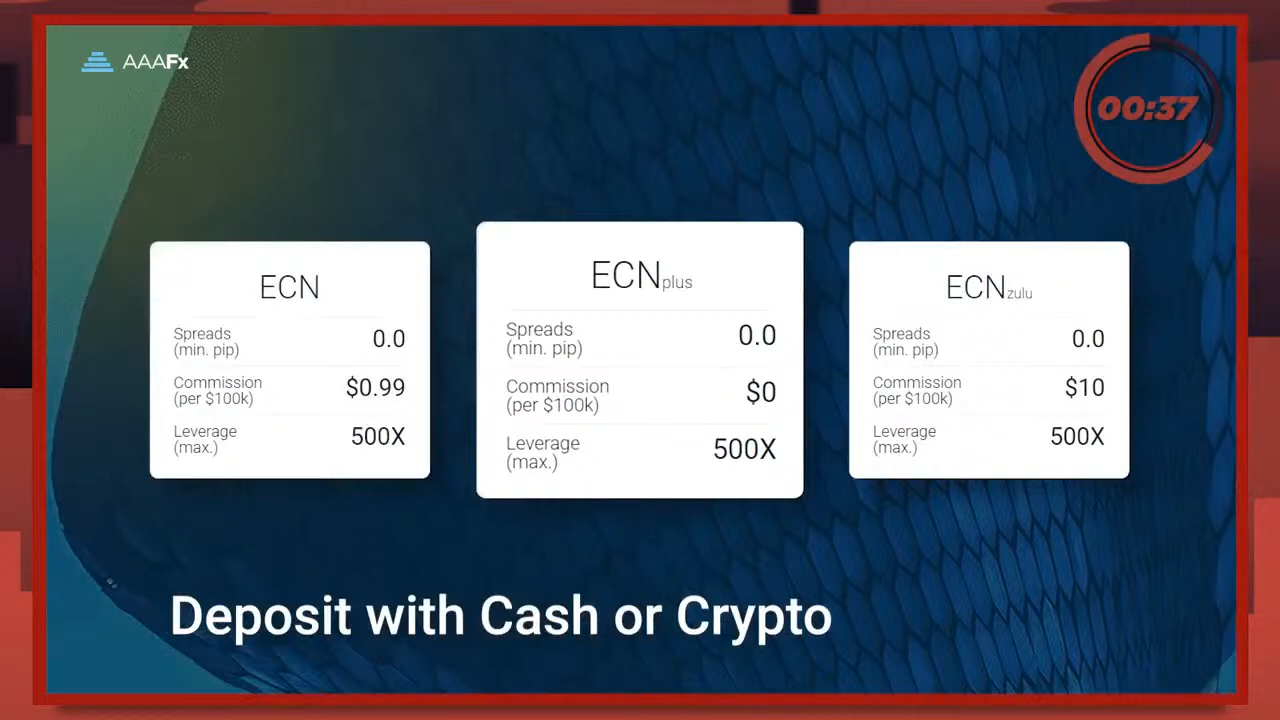 AAAFx
00:37
ECN
Spreads
(min. pip)
0.0
Commission
(per $100k)
$0.99
Leverage
(max.)
500X
ECNplus
Spreads
(min. pip)
0.0
Commission
(per $100k)
$0
Leverage
(max.)
500X
ECNzulu
Spreads
(min. pip)
0.0
Commission
(per $100k)
$10
Leverage
(max.)
500X
Deposit with Cash or Crypto